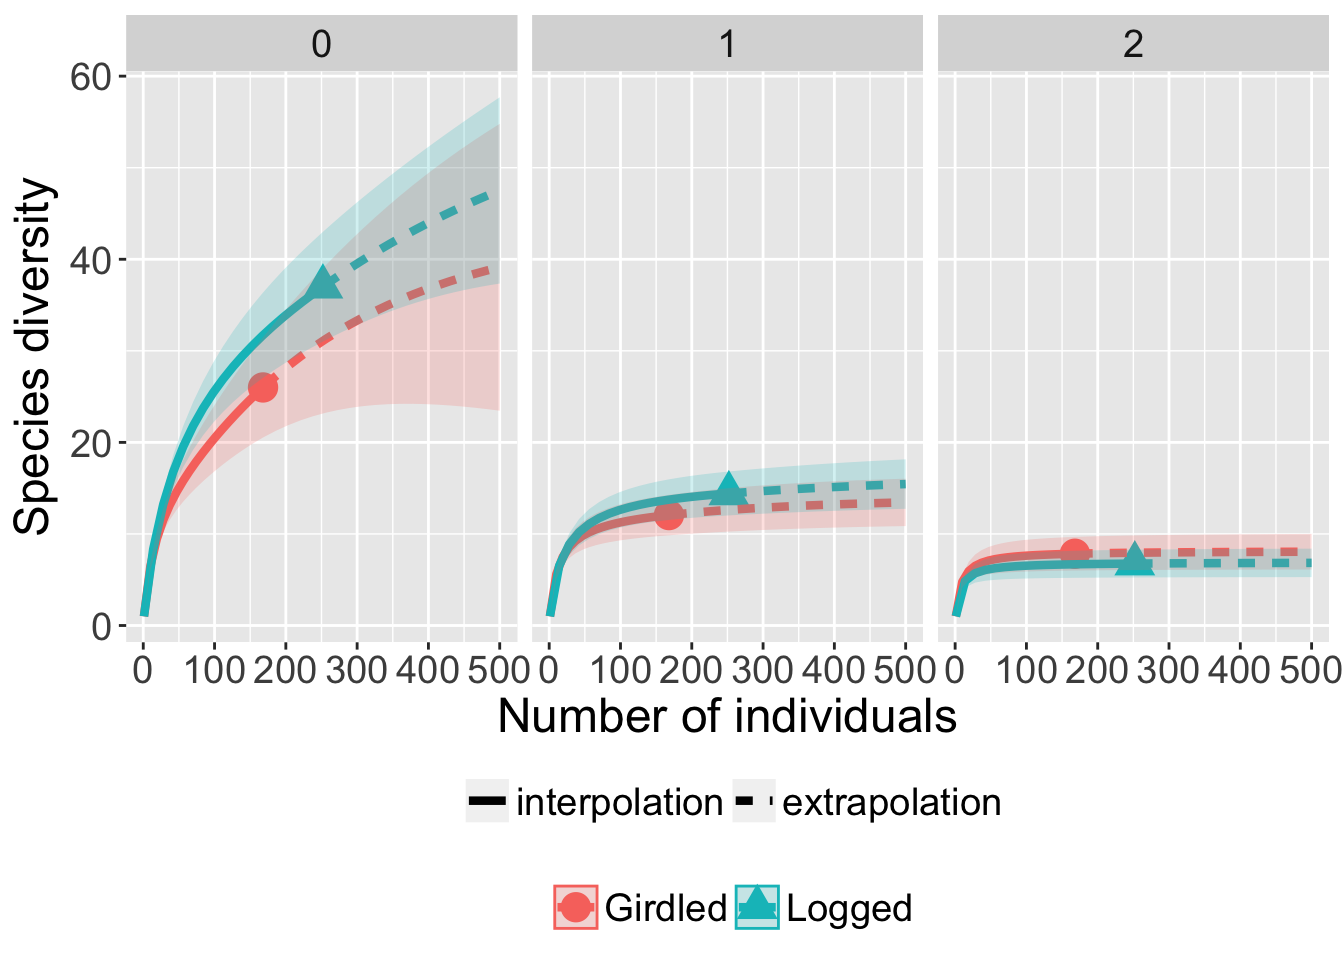 0 1 2
60
40
20
0
Species diversity
0 100 200 300 400 500 0 100 200 300 400 500 0 100 200 300 400 500
Number of individuals
interpolation extrapolation
Girdled Logged